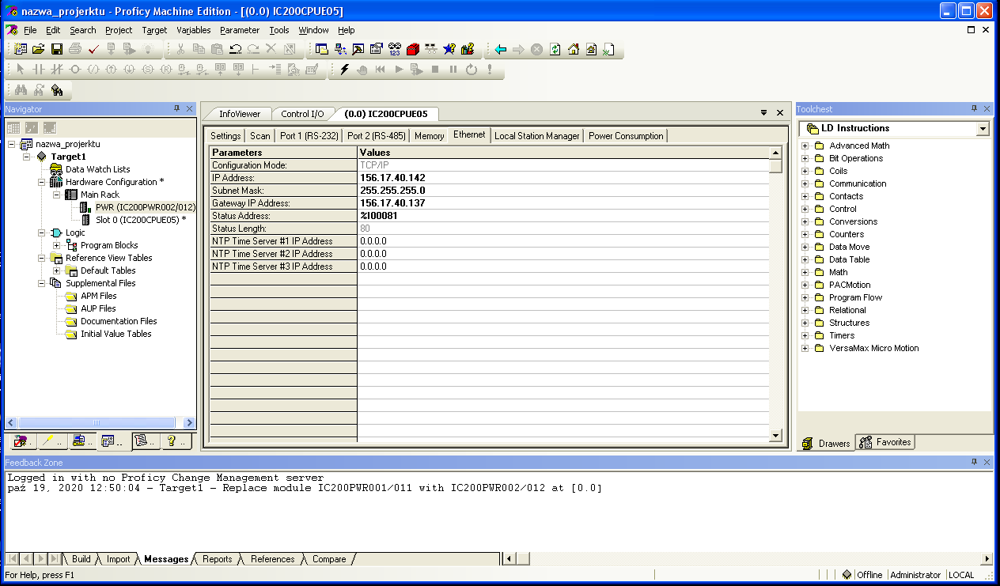 nazwa_projerktu - Proficy Machine Edition - [(0.0) IC200CPUE05]
File Edit Search Project Target Variables Parameter Tools Window Help
Navigator
nazwa_projerktu
Target1
Data Watch Lists
Hardware Configuration *
Main Rack
PWR (IC200PWR002/012)
Slot 0 (IC200CPUE05) *
Logic
Program Blocks
Reference View Tables
Default Tables
Supplemental Files
APM Files
AUP Files
Documentation Files
Initial Value Tables
InfoViewer Control I/O (0.0) IC200CPUE05
Settings Scan Port 1 (RS-232) Port 2 (RS-485) Memory Ethernet Local Station Manager Power Consumption
Parameters Values
Configuration Mode: TCP/IP
IP Address: 156.17.40.142
Subnet Mask: 255.255.255.0
Gateway IP Address: 156.17.40.137
Status Address: %I00081
Status Length: 80
NTP Time Server #1 IP Address 0.0.0.0
NTP Time Server #2 IP Address 0.0.0.0
NTP Time Server #3 IP Address 0.0.0.0
Toolchest
LD Instructions
Advanced Math
Bit Operations
Coils
Communication
Contacts
Control
Conversions
Counters
Data Move
Data Table
Math
PACMotion
Program Flow
Relational
Structures
Timers
VersaMax Micro Motion
Drawers Favorites
Feedback Zone
Logged in with no Proficy Change Management server
paź 19, 2020 12:50:04 - Target1 - Replace module IC200PWR001/011 with IC200PWR002/012 at [0.0]
Build Import Messages Reports References Compare
For Help, press F1
Offline Administrator LOCAL